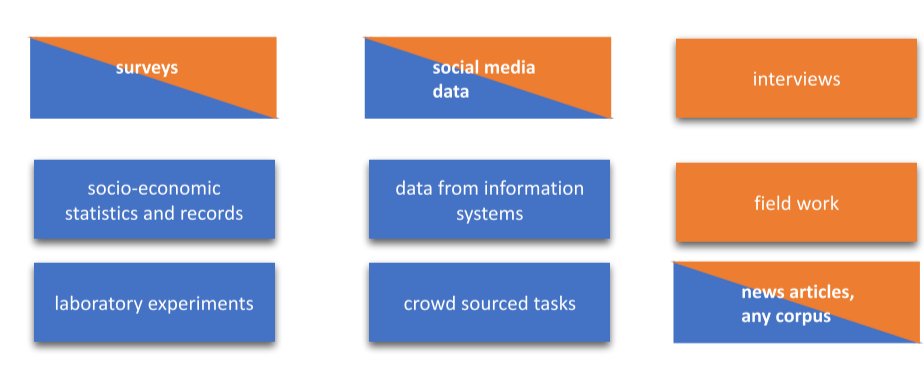 surveys
social media
data
interviews
socio-economic
statistics and records
data from information
systems
field work
laboratory experiments
crowd sourced tasks
news articles,
any corpus